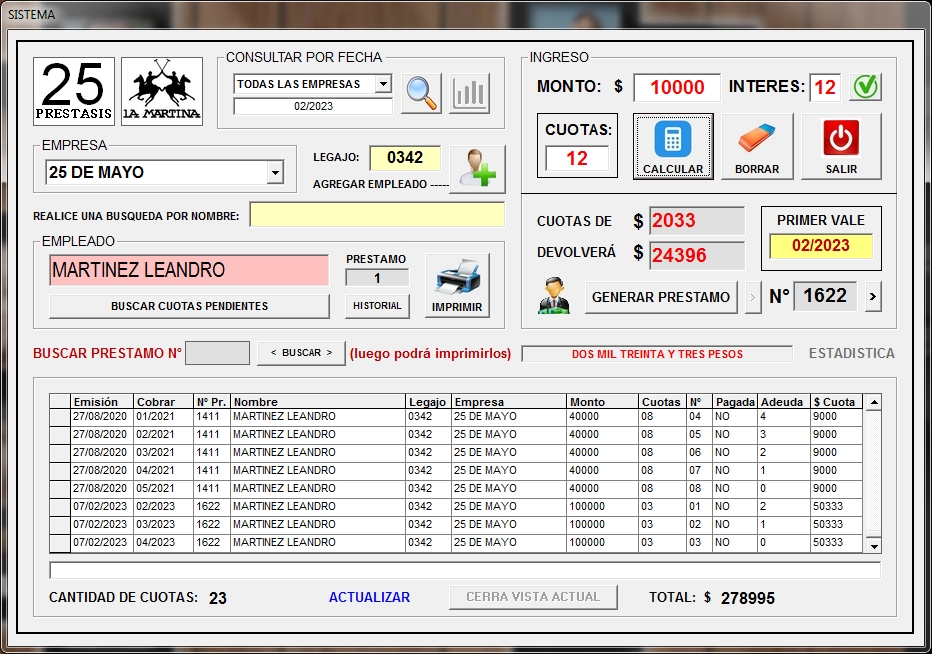 SISTEMA
25
PRESTASIS
LA MARTINA
CONSULTAR POR FECHA
TODAS LAS EMPRESAS
02/2023
EMPRESA
25 DE MAYO
LEGAJO: 0342
AGREGAR EMPLEADO -----
REALICE UNA BUSQUEDA POR NOMBRE:
EMPLEADO
MARTINEZ LEANDRO
BUSCAR CUOTAS PENDIENTES
PRESTAMO
1
HISTORIAL
IMPRIMIR
INGRESO
MONTO: $ 10000 INTERES: 12
CUOTAS:
12
CALCULAR
BORRAR
SALIR
CUOTAS DE $ 2033
DEVOLVERÁ $ 24396
PRIMER VALE
02/2023
GENERAR PRESTAMO > Nº 1622 >
BUSCAR PRESTAMO Nº < BUSCAR > (luego podrá imprimirlos) DOS MIL TREINTA Y TRES PESOS ESTADISTICA
Emisión Cobrar Nº Pr. Nombre Legajo Empresa Monto Cuotas Nº Pagada Adeuda $ Cuota
27/08/2020 01/2021 1411 MARTINEZ LEANDRO 0342 25 DE MAYO 40000 08 04 NO 4 9000
27/08/2020 02/2021 1411 MARTINEZ LEANDRO 0342 25 DE MAYO 40000 08 05 NO 3 9000
27/08/2020 03/2021 1411 MARTINEZ LEANDRO 0342 25 DE MAYO 40000 08 06 NO 2 9000
27/08/2020 04/2021 1411 MARTINEZ LEANDRO 0342 25 DE MAYO 40000 08 07 NO 1 9000
27/08/2020 05/2021 1411 MARTINEZ LEANDRO 0342 25 DE MAYO 40000 08 08 NO 0 9000
07/02/2023 02/2023 1622 MARTINEZ LEANDRO 0342 25 DE MAYO 100000 03 01 NO 2 50333
07/02/2023 03/2023 1622 MARTINEZ LEANDRO 0342 25 DE MAYO 100000 03 02 NO 1 50333
07/02/2023 04/2023 1622 MARTINEZ LEANDRO 0342 25 DE MAYO 100000 03 03 NO 0 50333
CANTIDAD DE CUOTAS: 23 ACTUALIZAR CERRA VISTA ACTUAL TOTAL: $ 278995